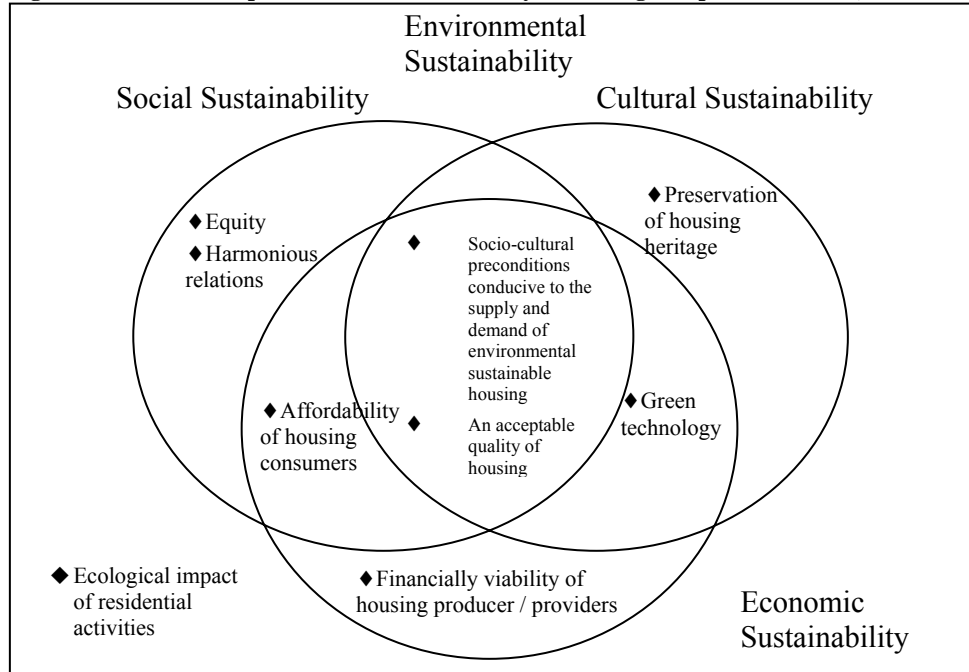 Environmental
Sustainability
Social Sustainability
Cultural Sustainability
♦ Equity
♦ Harmonious
relations
♦ Preservation
of housing
heritage
♦ Socio-cultural
preconditions
conducive to the
supply and
demand of
environmental
sustainable
housing
♦ Affordability
of housing
consumers
♦ An acceptable
quality of
housing
♦ Green
technology
♦ Ecological impact
of residential
activities
♦ Financially viability of
housing producer / providers
Economic
Sustainability